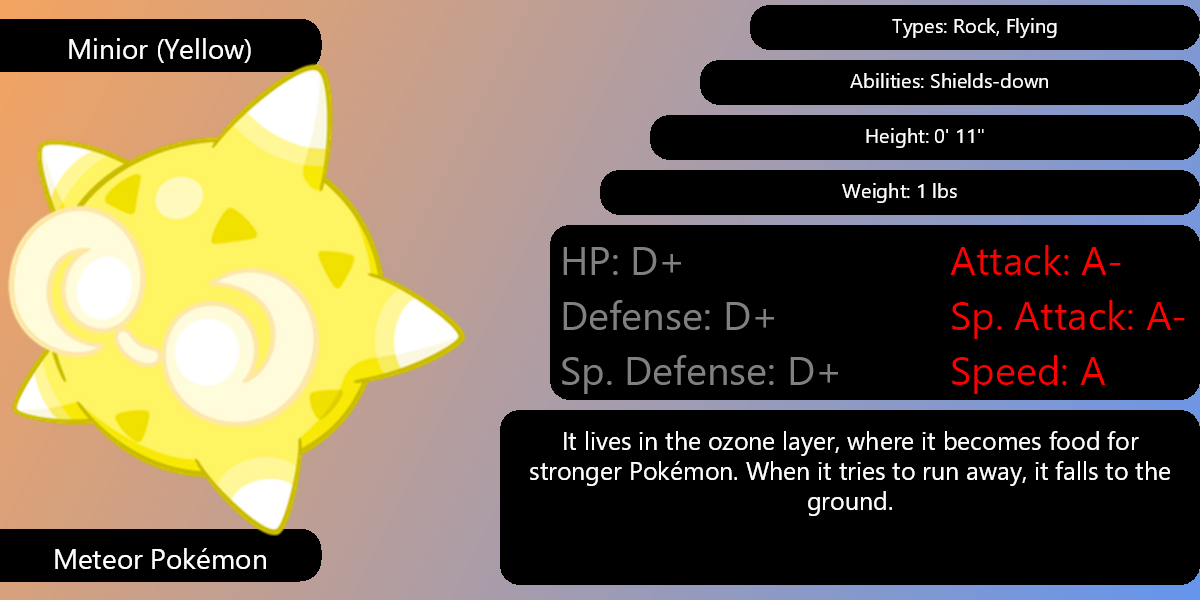 Minior (Yellow)
Types: Rock, Flying
Abilities: Shields-down
Height: 0' 11"
Weight: 1 lbs
HP: D+
Attack: A-
Defense: D+
Sp. Attack: A-
Sp. Defense: D+
Speed: A
It lives in the ozone layer, where it becomes food for
stronger Pokémon. When it tries to run away, it falls to the
ground.
Meteor Pokémon